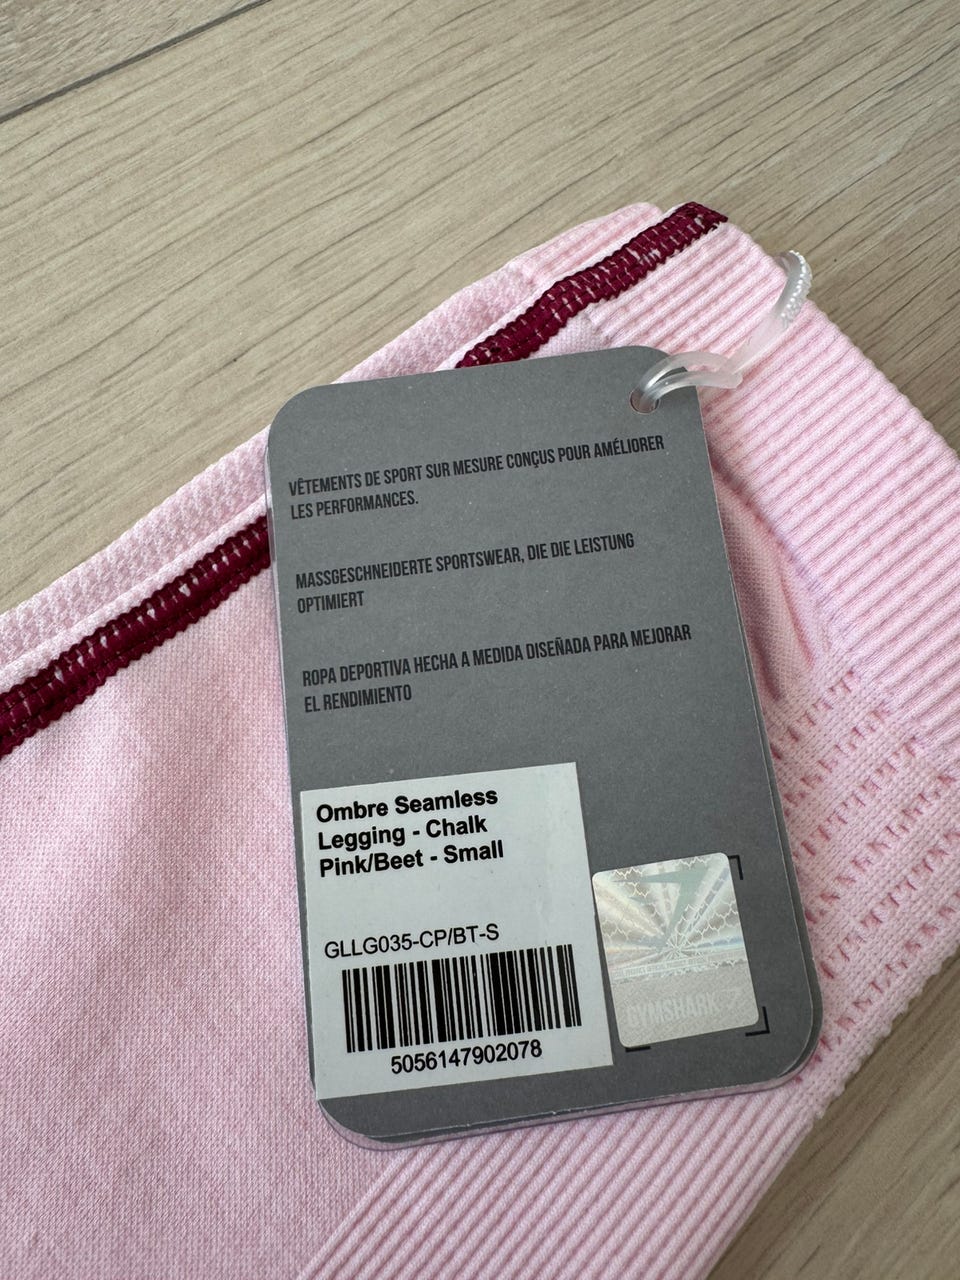 VÊTEMENTS DE SPORT SUR MESURE CONÇUS POUR AMÉLIORER
LES PERFORMANCES.
MASSGESCHNEIDERTE SPORTSWEAR, DIE DIE LEISTUNG
OPTIMIERT
ROPA DEPORTIVA HECHA A MEDIDA DISEÑADA PARA MEJORAR
EL RENDIMIENTO
Ombre Seamless
Legging - Chalk
Pink/Beet - Small
GLLG035-CP/BT-S
5056147902078
GYMSHARK